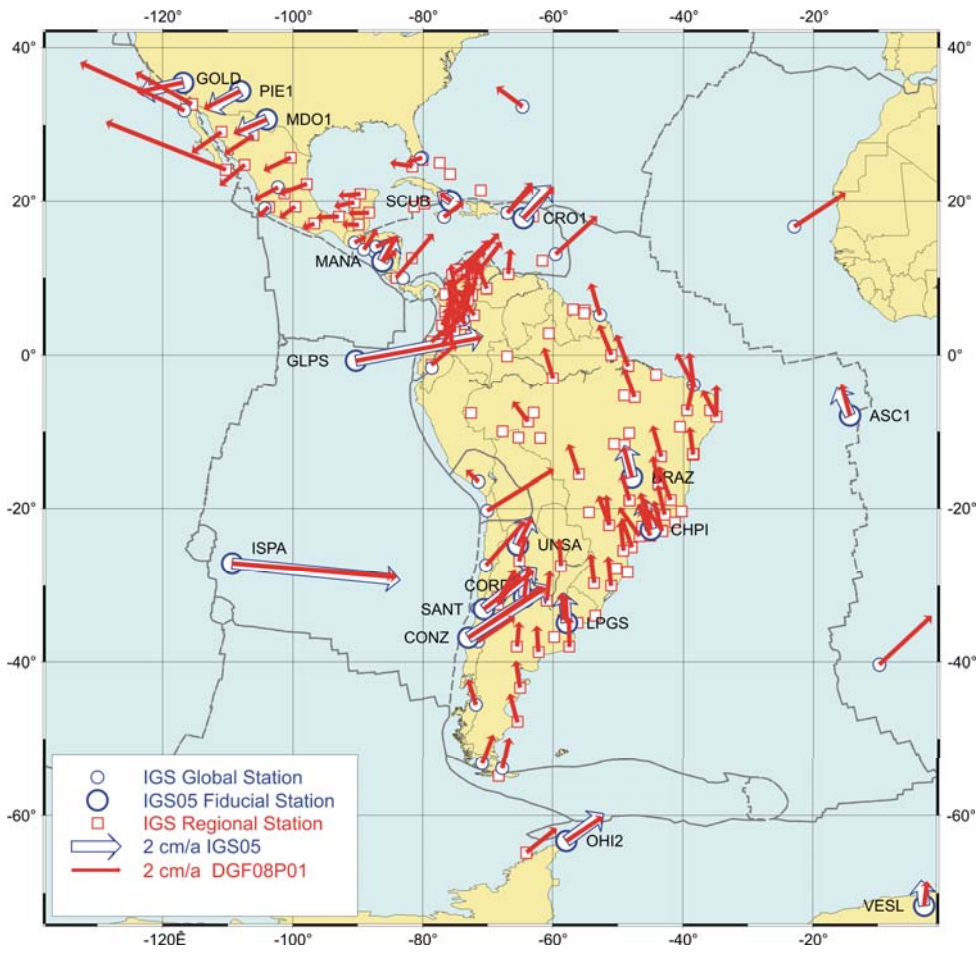 -120° -100° -80° -60° -40° -20°
40° 40°
GOLD
PIE1
MDO1
20° 20°
SCUB
CRO1
MANA
0° 0°
GLPS
ASC1
BRAZ
-20° -20°
CHPI
ISPA
UNSA
CORD
SANT
LPGS
CONZ
-40° -40°
IGS Global Station
IGS05 Fiducial Station
IGS Regional Station
2 cm/a IGS05
2 cm/a DGF08P01
-60° -60°
OHI2
VESL
-120E -100° -80° -60° -40° -20°